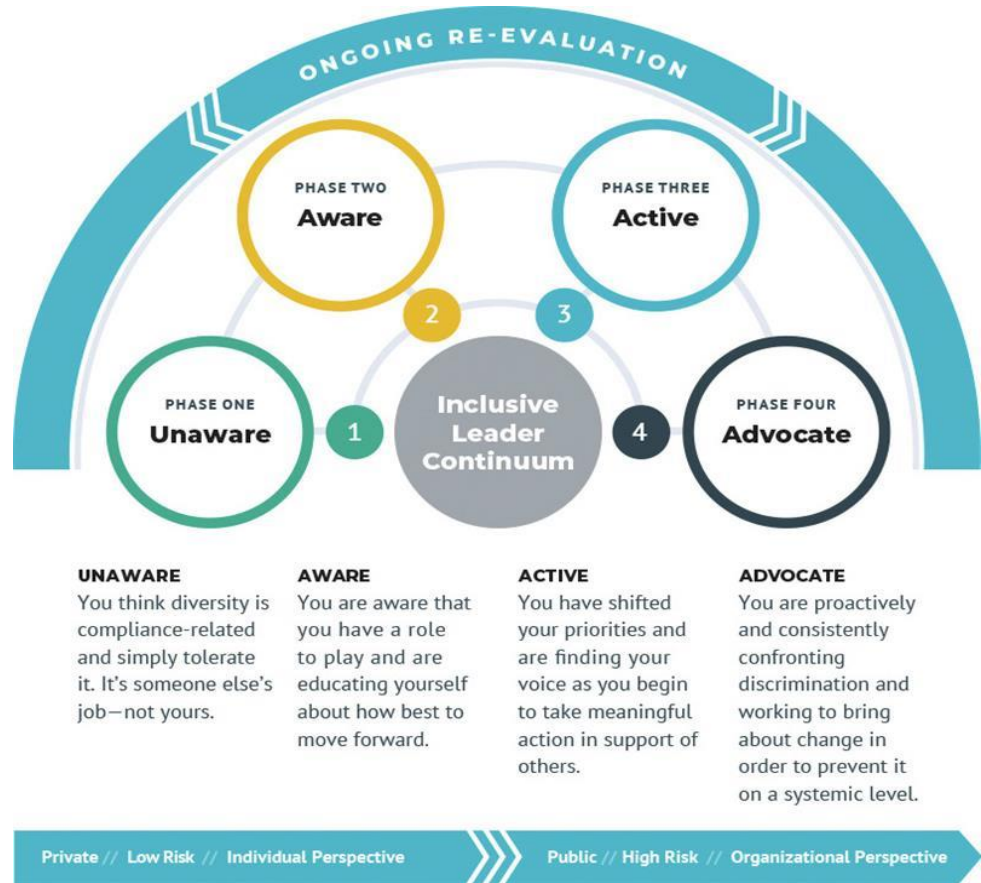 ONGOING RE-EVALUATION
PHASE TWO
Aware
PHASE THREE
Active
2
3
PHASE ONE
Unaware
1
Inclusive
Leader
Continuum
4
PHASE FOUR
Advocate
UNAWARE
You think diversity is
compliance-related
and simply tolerate
it. It's someone else's
job—not yours.
AWARE
You are aware that
you have a role
to play and are
educating yourself
about how best to
move forward.
ACTIVE
You have shifted
your priorities and
are finding your
voice as you begin
to take meaningful
action in support of
others.
ADVOCATE
You are proactively
and consistently
confronting
discrimination and
working to bring
about change in
order to prevent it
on a systemic level.
Private // Low Risk // Individual Perspective
Public // High Risk // Organizational Perspective